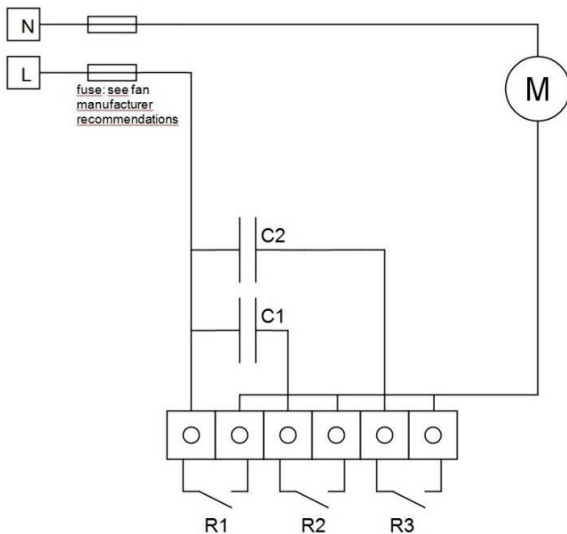 N
L
fuse: see fan
manufacturer
recommendations
M
C2
C1
R1 R2 R3